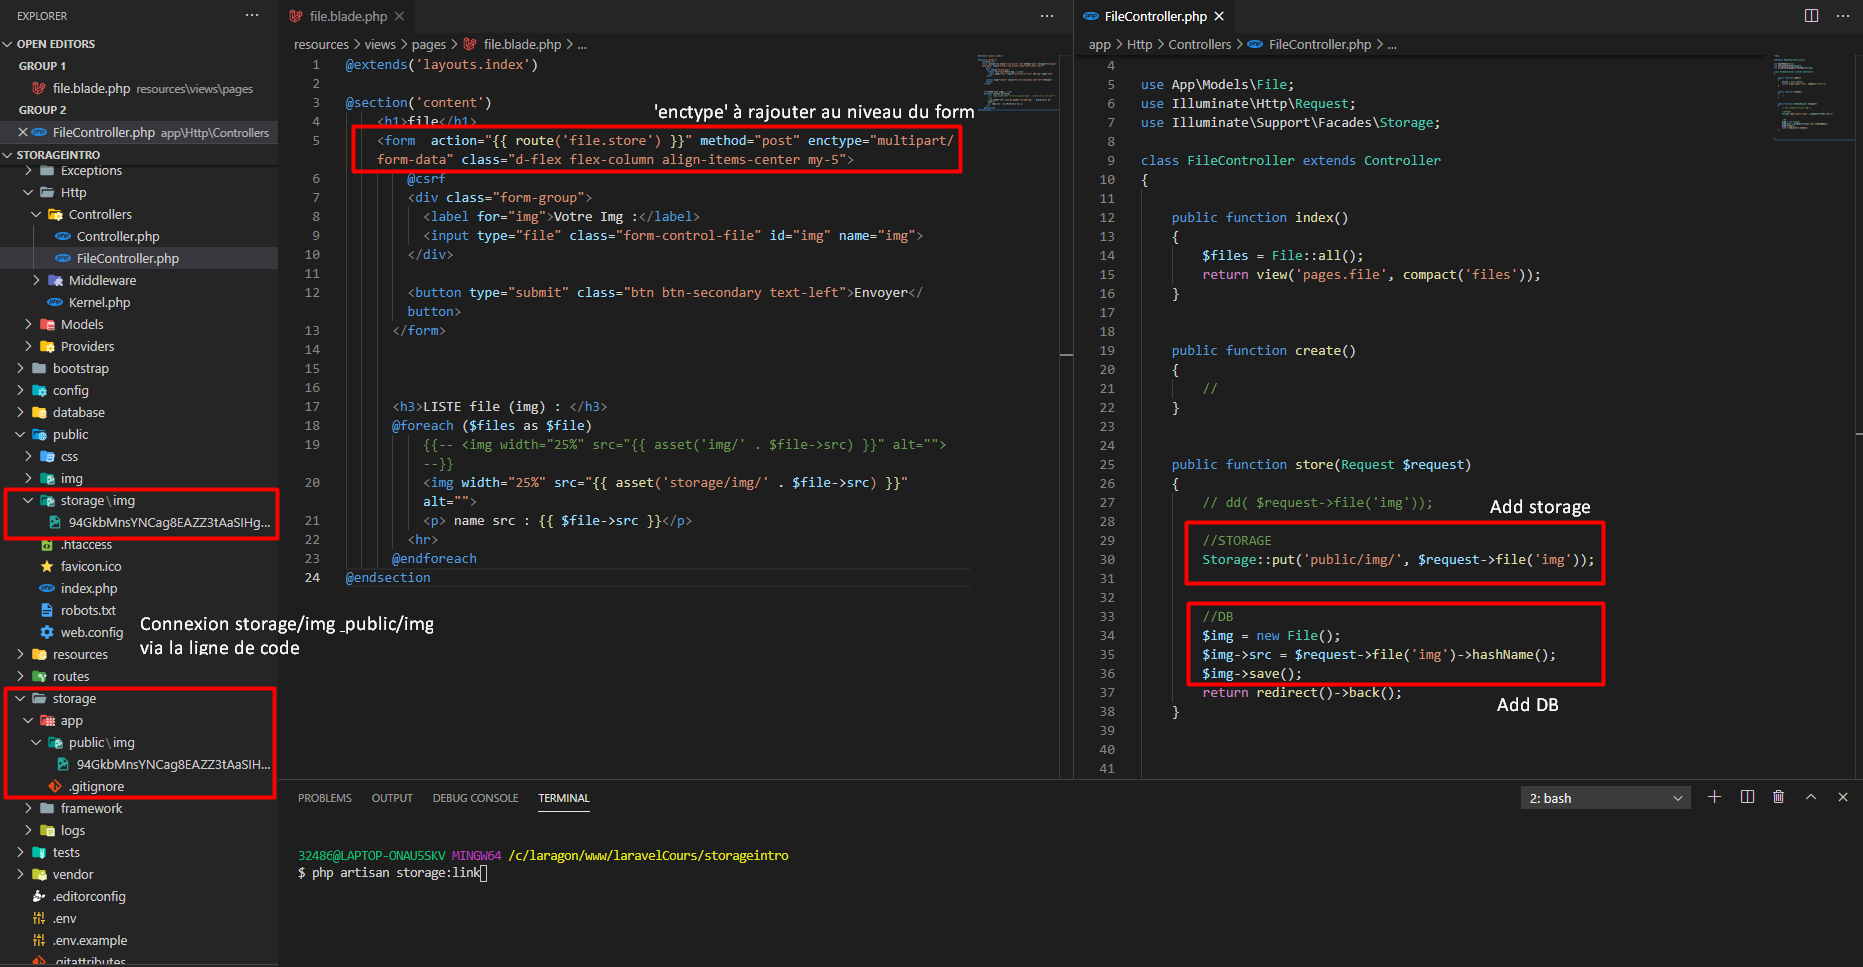 EXPLORER
OPEN EDITORS
GROUP 1
file.blade.php resources\views\pages
GROUP 2
FileController.php app\Http\Controllers
STORAGEINTRO
Exceptions
Http
Controllers
Controller.php
FileController.php
Middleware
Kernel.php
Models
Providers
bootstrap
config
database
public
css
img
storage\img
94GkbMnsYNCag8EAZZ3tAaSIHg...
.htaccess
favicon.ico
index.php
robots.txt
web.config
resources
routes
storage
app
public\img
94GkbMnsYNCag8EAZZ3tAaSIH...
.gitignore
framework
logs
tests
vendor
.editorconfig
.env
.env.example
.gitattributes
Connexion storage/img _public/img
via la ligne de code
file.blade.php
resources > views > pages > file.blade.php > ...
'enctype' à rajouter au niveau du form
1 @extends('layouts.index')
2
3 @section('content')
4 <h1>file</h1>
5 <form  action="{{ route('file.store') }}" method="post" enctype="multipart/
form-data" class="d-flex flex-column align-items-center my-5">
6 @csrf
7 <div class="form-group">
8 <label for="img">Votre Img :</label>
9 <input type="file" class="form-control-file" id="img" name="img">
10 </div>
11
12 <button type="submit" class="btn btn-secondary text-left">Envoyer</
button>
13 </form>
14
15
16
17 <h3>LISTE file (img) : </h3>
18 @foreach ($files as $file)
19 {{-- <img width="25%" src="{{ asset('img/' . $file->src) }}" alt="">
--}}
20 <img width="25%" src="{{ asset('storage/img/' . $file->src) }}"
alt="">
21 <p> name src : {{ $file->src }}</p>
22 <hr>
23 @endforeach
24 @endsection
FileController.php
app > Http > Controllers > FileController.php > ...
4
5 use App\Models\File;
6 use Illuminate\Http\Request;
7 use Illuminate\Support\Facades\Storage;
8
9 class FileController extends Controller
10 {
11
12 public function index()
13 {
14 $files = File::all();
15 return view('pages.file', compact('files'));
16 }
17
18
19 public function create()
20 {
21 //
22 }
23
24
25 public function store(Request $request)
26 {
27 // dd( $request->file('img'));
Add storage
28
29 //STORAGE
30 Storage::put('public/img/', $request->file('img'));
31
32
33 //DB
34 $img = new File();
35 $img->src = $request->file('img')->hashName();
36 $img->save();
37 return redirect()->back();
Add DB
38 }
39
40
41
PROBLEMS OUTPUT DEBUG CONSOLE TERMINAL
2: bash
32486@LAPTOP-ONAU5SKV MINGW64 /c/laragon/www/laravelCours/storageintro
$ php artisan storage:link